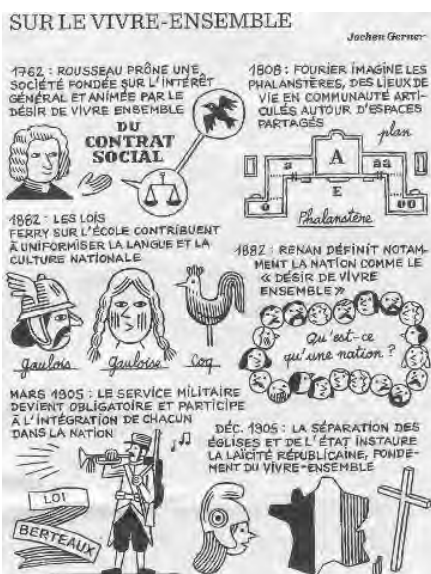 SUR LE VIVRE-ENSEMBLE
Jochen Gerner
1762 : ROUSSEAU PRÔNE UNE
SOCIÉTÉ FONDÉE SUR L'INTÉRÊT
GÉNÉRAL ET ANIMÉE PAR LE
DÉSIR DE VIVRE ENSEMBLE
DU
CONTRAT
SOCIAL
1808 : FOURIER IMAGINE LES
PHALANSTÈRES, DES LIEUX DE
VIE EN COMMUNAUTÉ ARTI-
CULÉS AUTOUR D'ESPACES
PARTAGÉS
plan
a
A
aa
E
o
oo
Phalanstère
1882 : LES LOIS
FERRY SUR L'ÉCOLE CONTRIBUENT
À UNIFORMISER LA LANGUE ET LA
CULTURE NATIONALE
gaulois
gauloise
coq
1882 : RENAN DÉFINIT NOTAM-
MENT LA NATION COMME LE
« DÉSIR DE VIVRE
ENSEMBLE »
Qu'est-ce
qu'une nation ?
MARS 1905 : LE SERVICE MILITAIRE
DEVIENT OBLIGATOIRE ET PARTICIPE
À L'INTÉGRATION DE CHACUN
DANS LA NATION
LOI
BERTEAUX
DÉC. 1905 : LA SÉPARATION DES
ÉGLISES ET DE L'ÉTAT INSTAURE
LA LAÏCITÉ RÉPUBLICAINE, FONDE-
MENT DU VIVRE-ENSEMBLE